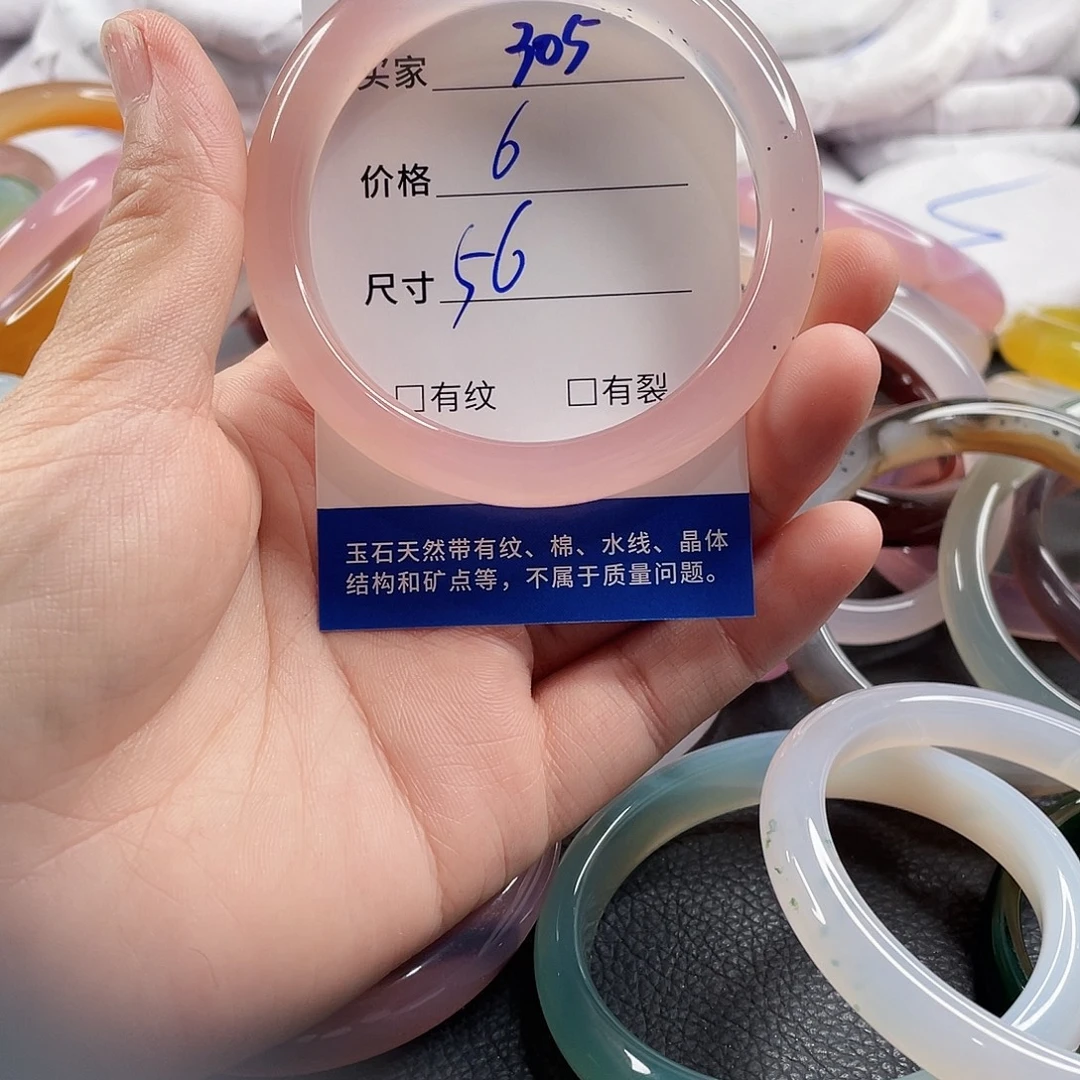 买家 305
价格 6
尺寸 56
□有纹 □有裂
玉石天然带有纹、棉、水线、晶体
结构和矿点等，不属于质量问题。